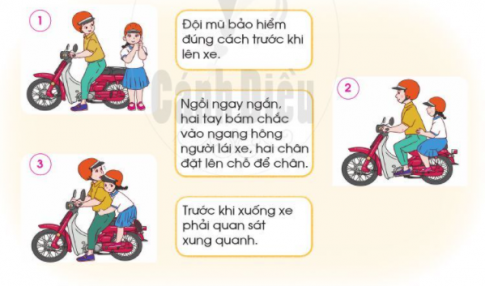 1
Đội mũ bảo hiểm
đúng cách trước khi
lên xe.
2
Ngồi ngay ngắn,
hai tay bám chắc
vào ngang hông
người lái xe, hai chân
đặt lên chỗ để chân.
3
Trước khi xuống xe
phải quan sát
xung quanh.
Cánh Diều